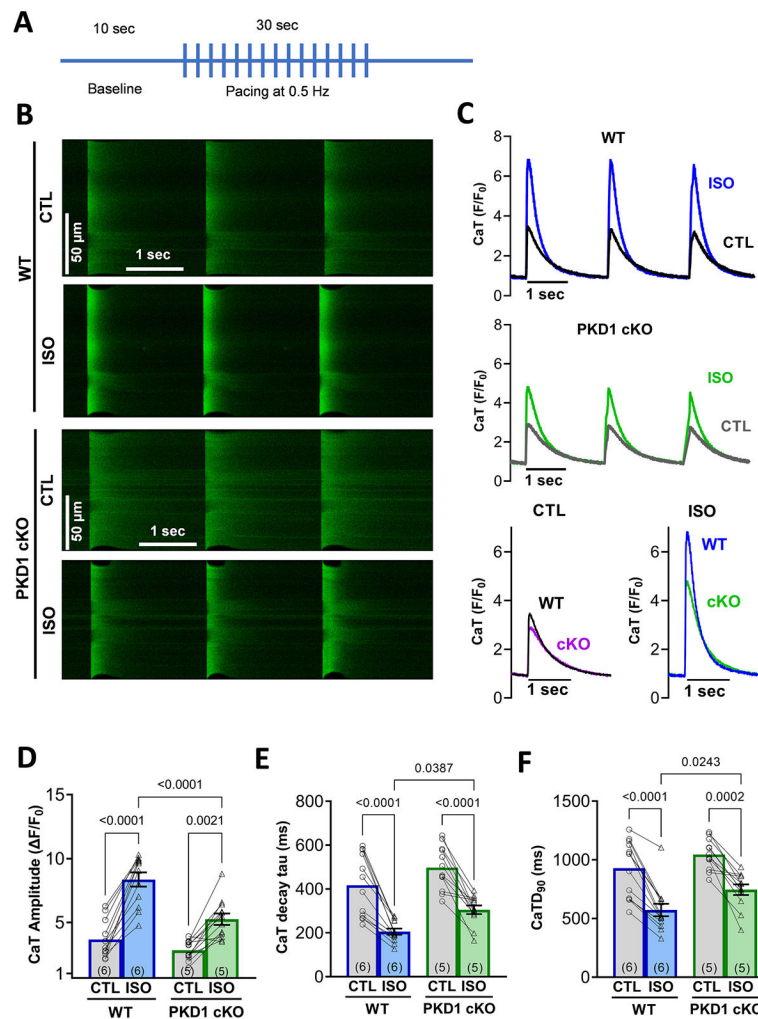 A
10 sec
30 sec
Baseline
Pacing at 0.5 Hz
B
WT
CTL
50 µm
1 sec
ISO
PKD1 cKO
CTL
50 µm
1 sec
ISO
C
WT
CaT (F/F0)
8
6
4
2
0
ISO
CTL
1 sec
PKD1 cKO
CaT (F/F0)
8
6
4
2
0
ISO
CTL
1 sec
CTL
CaT (F/F0)
6
4
2
0
WT
cKO
1 sec
ISO
CaT (F/F0)
6
4
2
0
WT
cKO
1 sec
D
CaT Amplitude (ΔF/F0)
15
10
5
1
<0.0001
<0.0001
0.0021
(6) (6) (5) (5)
CTL ISO CTL ISO
WT PKD1 cKO
E
CaT decay tau (ms)
800
600
400
200
0
0.0387
<0.0001 <0.0001
(6) (6) (5) (5)
CTL ISO CTL ISO
WT PKD1 cKO
F
CaTD90 (ms)
1500
1000
500
0
0.0243
<0.0001 0.0002
(6) (6) (5) (5)
CTL ISO CTL ISO
WT PKD1 cKO